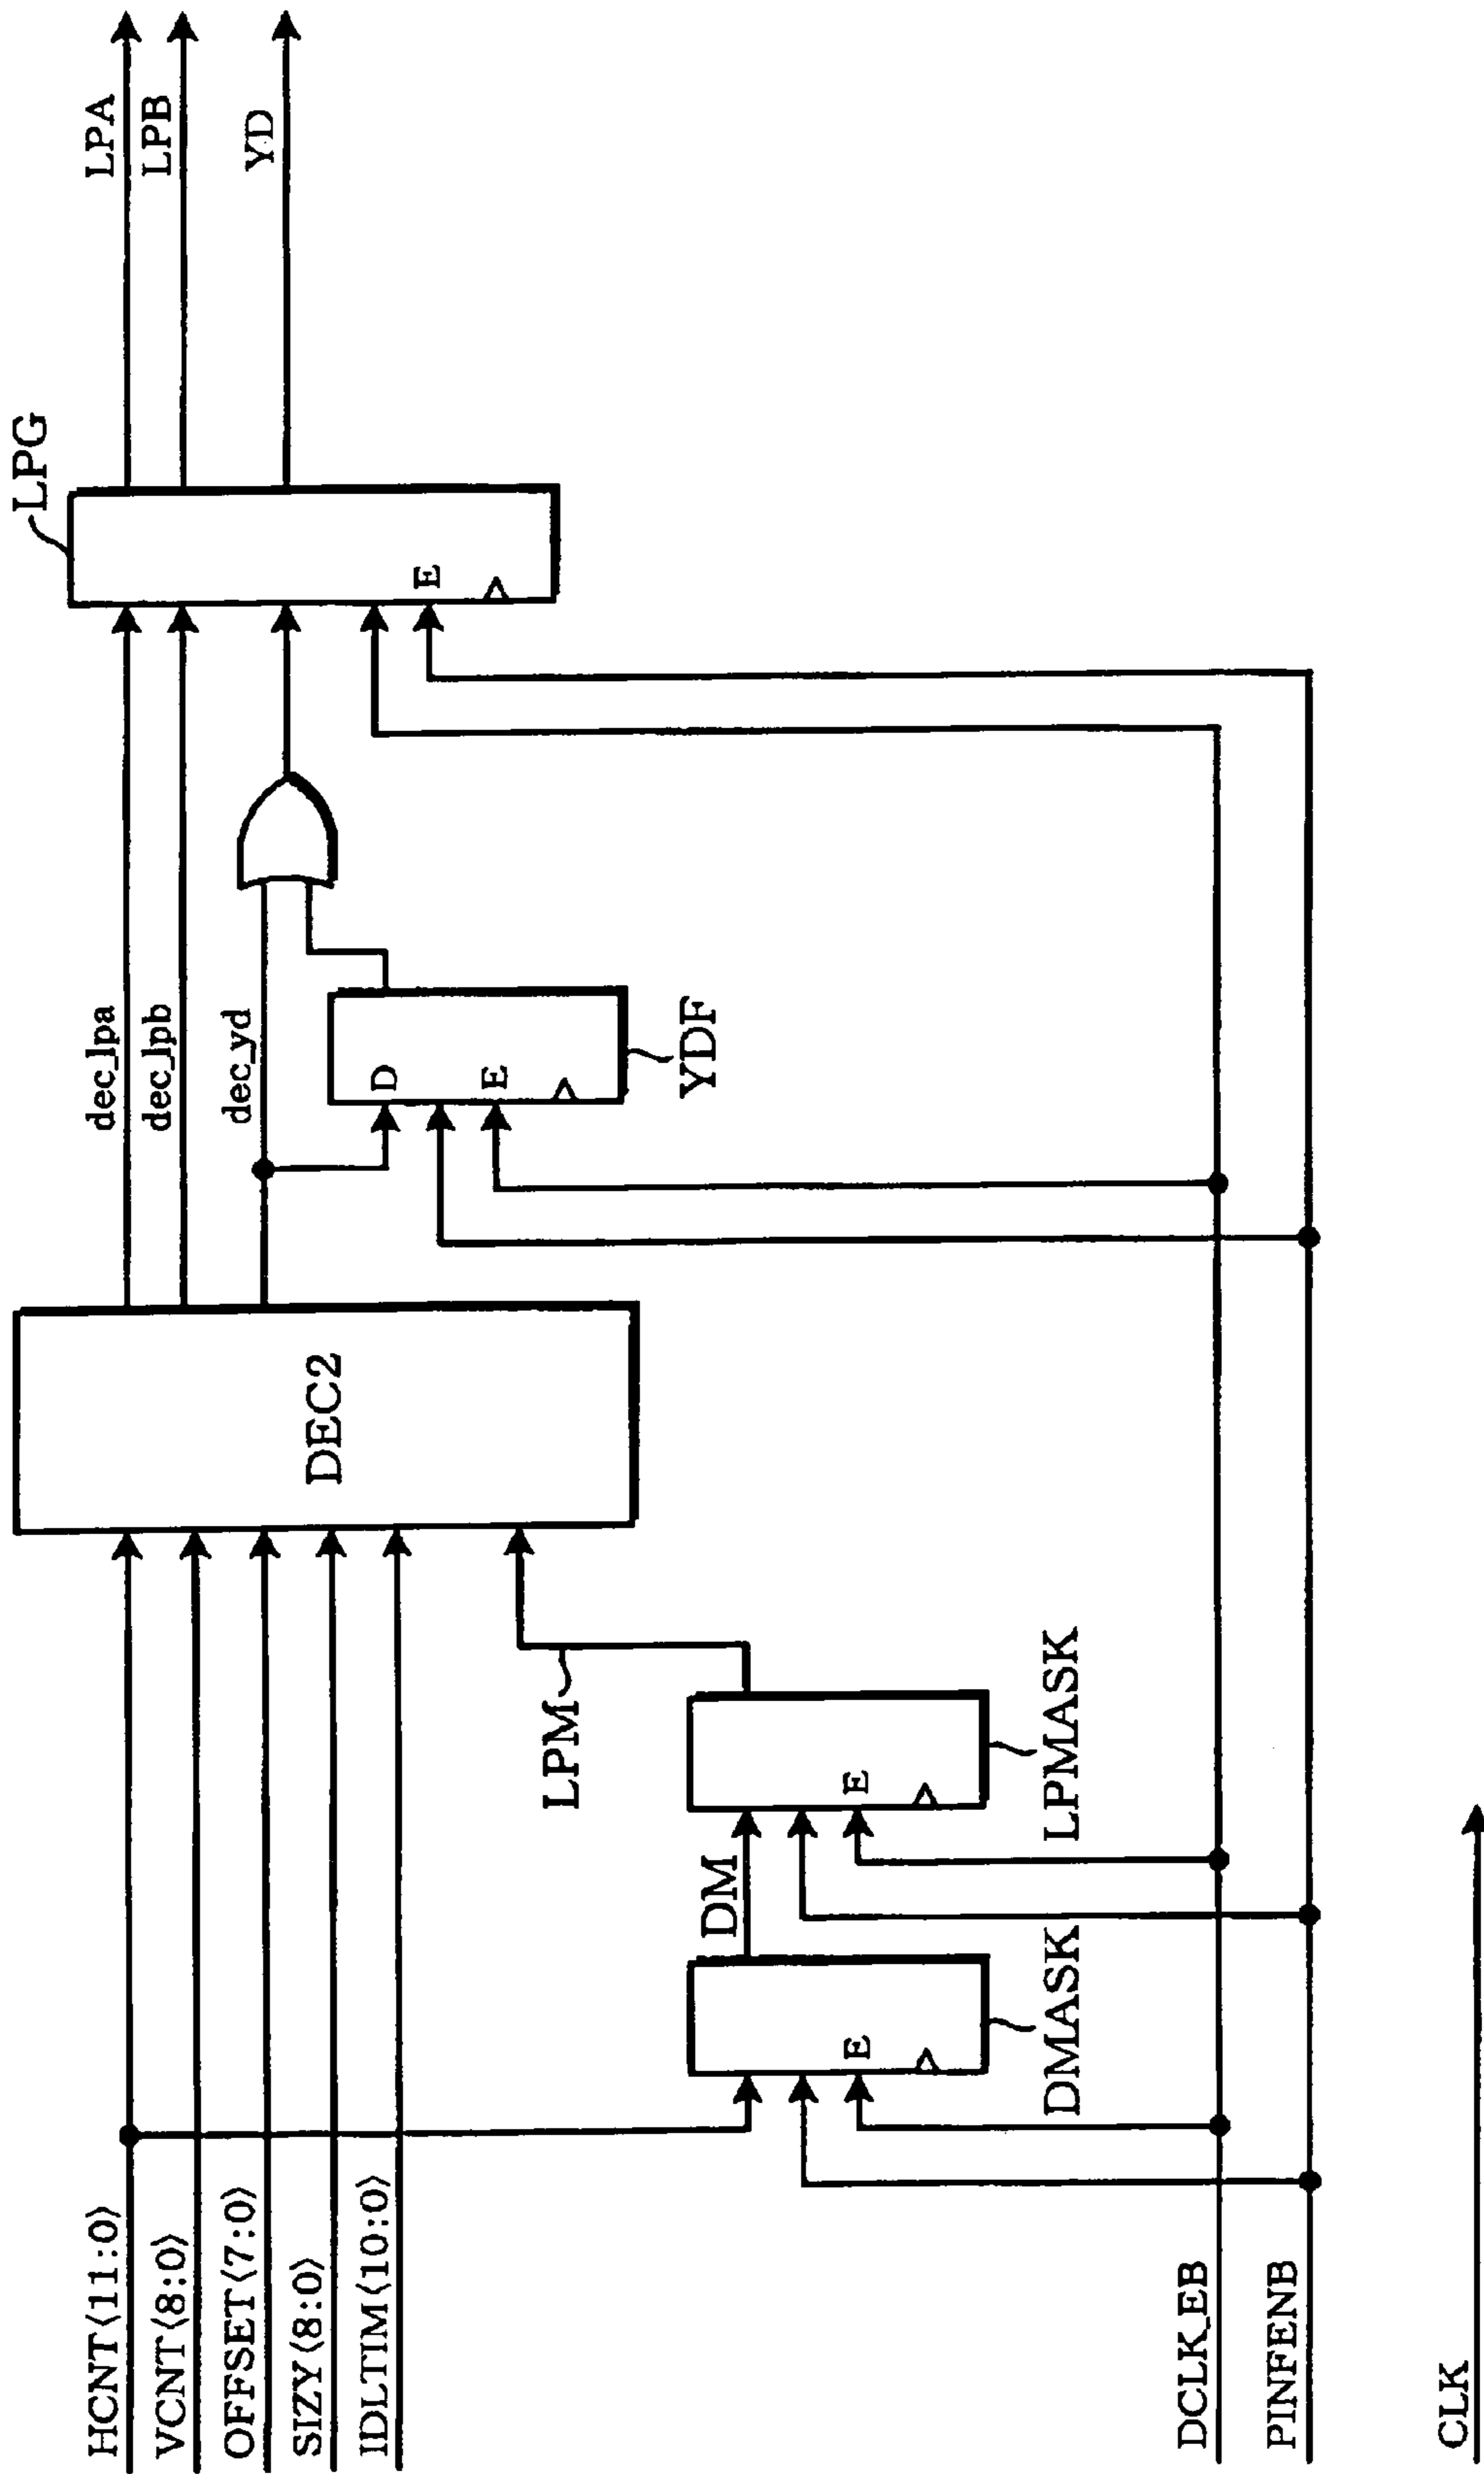 HCNT⟨11:0⟩
VCNT⟨8:0⟩
OFFSET⟨7:0⟩
SIZY⟨8:0⟩
IDLTIM⟨10:0⟩
DCLK_EB
PINFENB
CLK
E
DMASK
DM
E
LPMASK
LPM
DEC2
dec_lpa
dec_lpb
dec_yd
D
E
YDF
E
LPG
LPA
LPB
YD